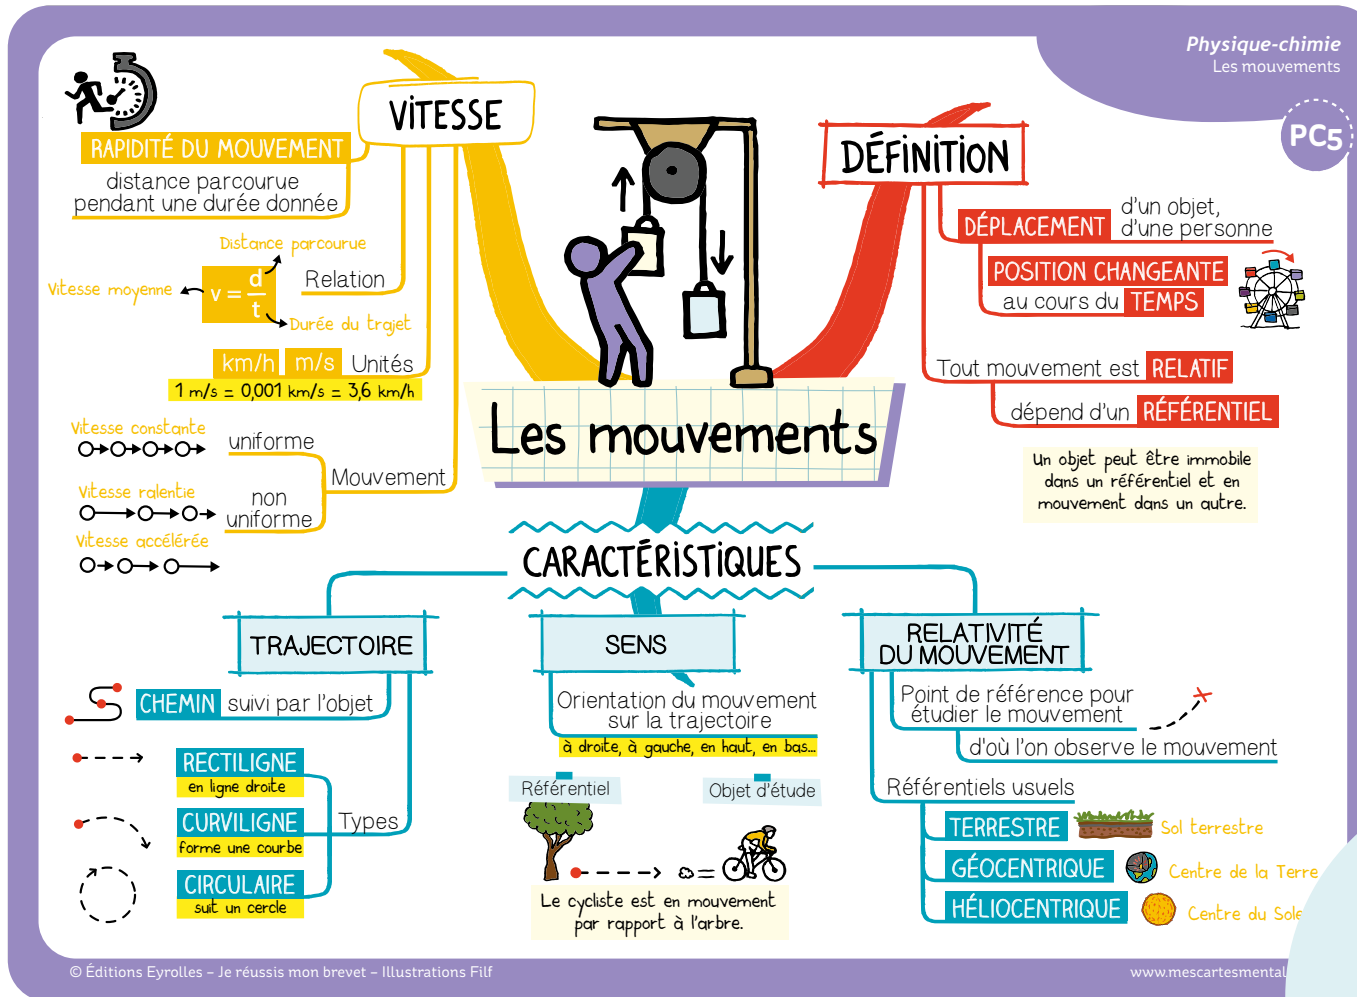 Physique-chimie
Les mouvements
PC5
VITESSE
RAPIDITÉ DU MOUVEMENT
distance parcourue
pendant une durée donnée
Distance parcourue
Vitesse moyenne
v = d
t
Durée du trajet
Relation
km/h m/s Unités
1 m/s = 0,001 km/s = 3,6 km/h
Vitesse constante
uniforme
Mouvement
Vitesse ralentie
non
uniforme
Vitesse accélérée
DÉFINITION
DÉPLACEMENT
d'un objet,
d'une personne
POSITION CHANGEANTE
au cours du TEMPS
Tout mouvement est RELATIF
dépend d'un RÉFÉRENTIEL
Un objet peut être immobile
dans un référentiel et en
mouvement dans un autre.
Les mouvements
CARACTÉRISTIQUES
TRAJECTOIRE
CHEMIN suivi par l'objet
RECTILIGNE
en ligne droite
CURVILIGNE
forme une courbe
CIRCULAIRE
suit un cercle
Types
SENS
Orientation du mouvement
sur la trajectoire
à droite, à gauche, en haut, en bas...
Référentiel
Objet d'étude
Le cycliste est en mouvement
par rapport à l'arbre.
RELATIVITÉ
DU MOUVEMENT
Point de référence pour
étudier le mouvement
d'où l'on observe le mouvement
Référentiels usuels
TERRESTRE
Sol terrestre
GÉOCENTRIQUE
Centre de la Terre
HÉLIOCENTRIQUE
Centre du Sole
© Éditions Eyrolles – Je réussis mon brevet – Illustrations Filf
www.mescartesmental